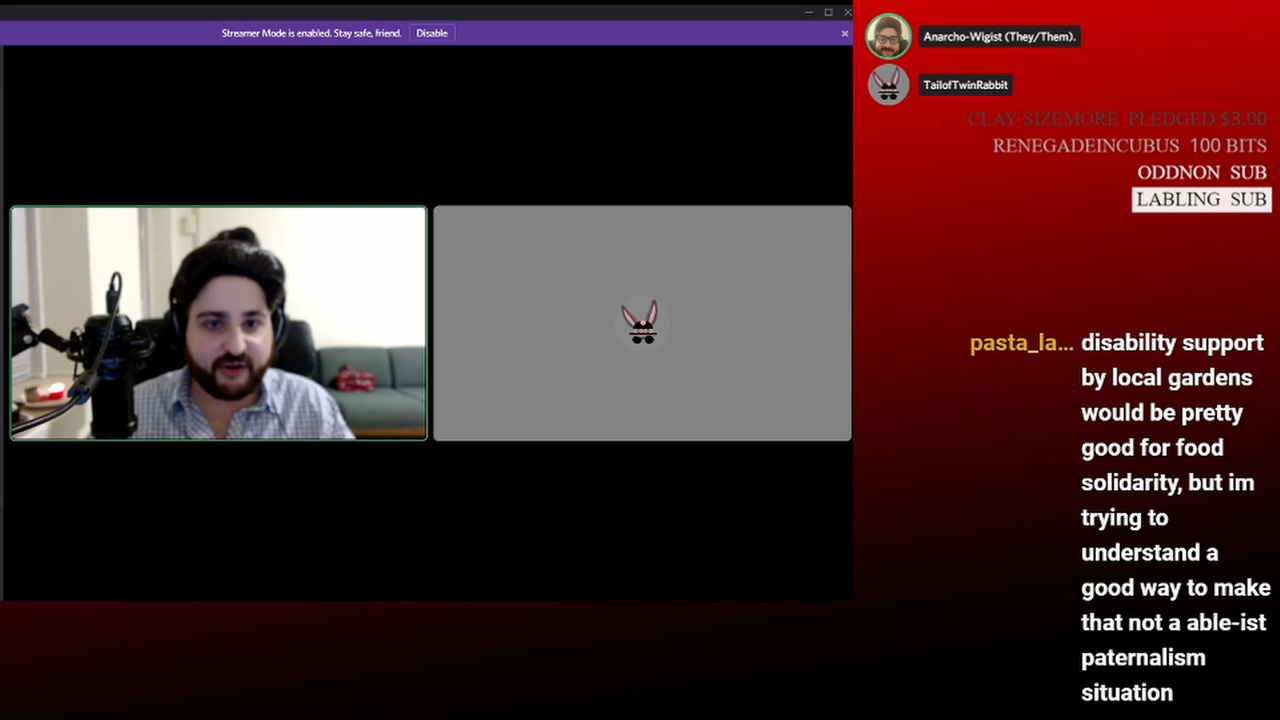 Streamer Mode is enabled. Stay safe, friend. Disable
Anarcho-Wigist (They/Them).
TailofTwinRabbit
CLAY SIZEMORE PLEDGED $3.00
RENEGADEINCUBUS 100 BITS
ODDNON SUB
LABLING SUB
pasta_la... disability support
by local gardens
would be pretty
good for food
solidarity, but im
trying to
understand a
good way to make
that not a able-ist
paternalism
situation